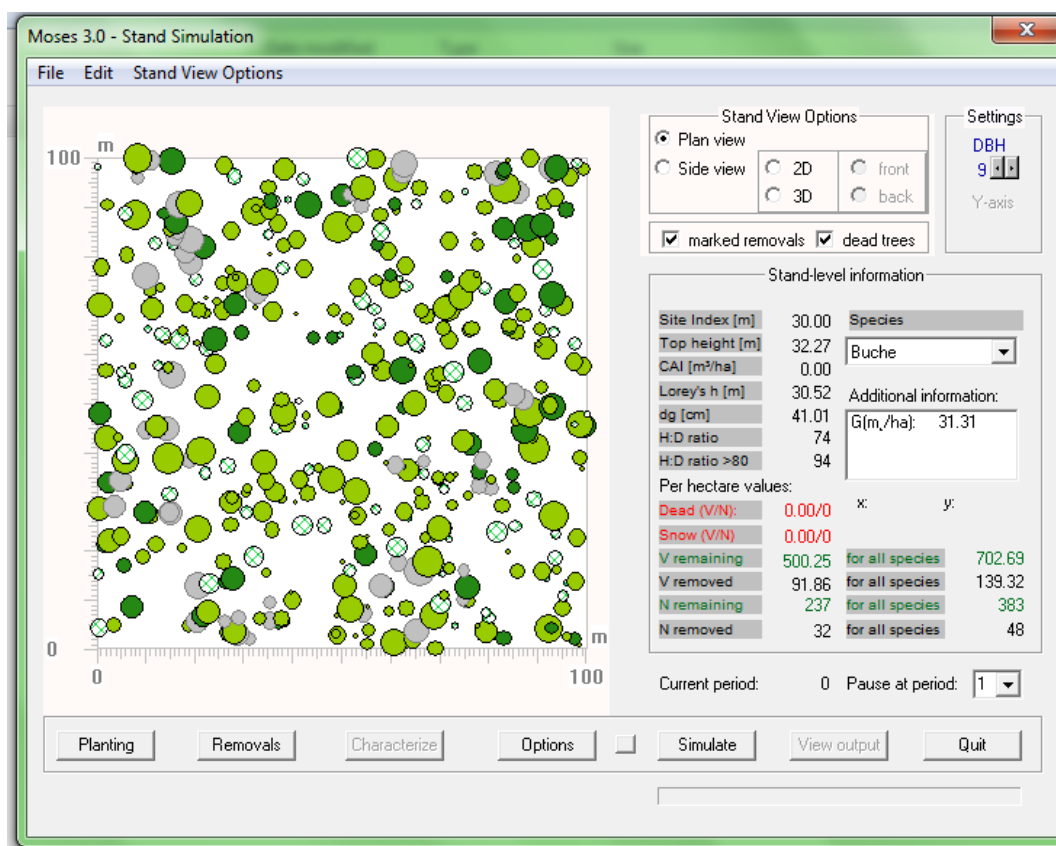 Moses 3.0 - Stand Simulation
File Edit Stand View Options
m
100
0
m
0 100
Stand View Options
Plan view
Side view 2D front
3D back
marked removals dead trees
Settings
DBH
9
Y-axis
Stand-level information
Site Index [m] 30.00 Species
Top height [m] 32.27 Buche
CAI [m³/ha] 0.00
Lorey's h [m] 30.52 Additional information:
dg [cm] 41.01 G(m,/ha): 31.31
H:D ratio 74
H:D ratio >80 94
Per hectare values:
Dead (V/N): 0.00/0 x: y:
Snow (V/N) 0.00/0
V remaining 500.25 for all species 702.69
V removed 91.86 for all species 139.32
N remaining 237 for all species 383
N removed 32 for all species 48
Current period: 0 Pause at period: 1
Planting Removals Characterize Options Simulate View output Quit